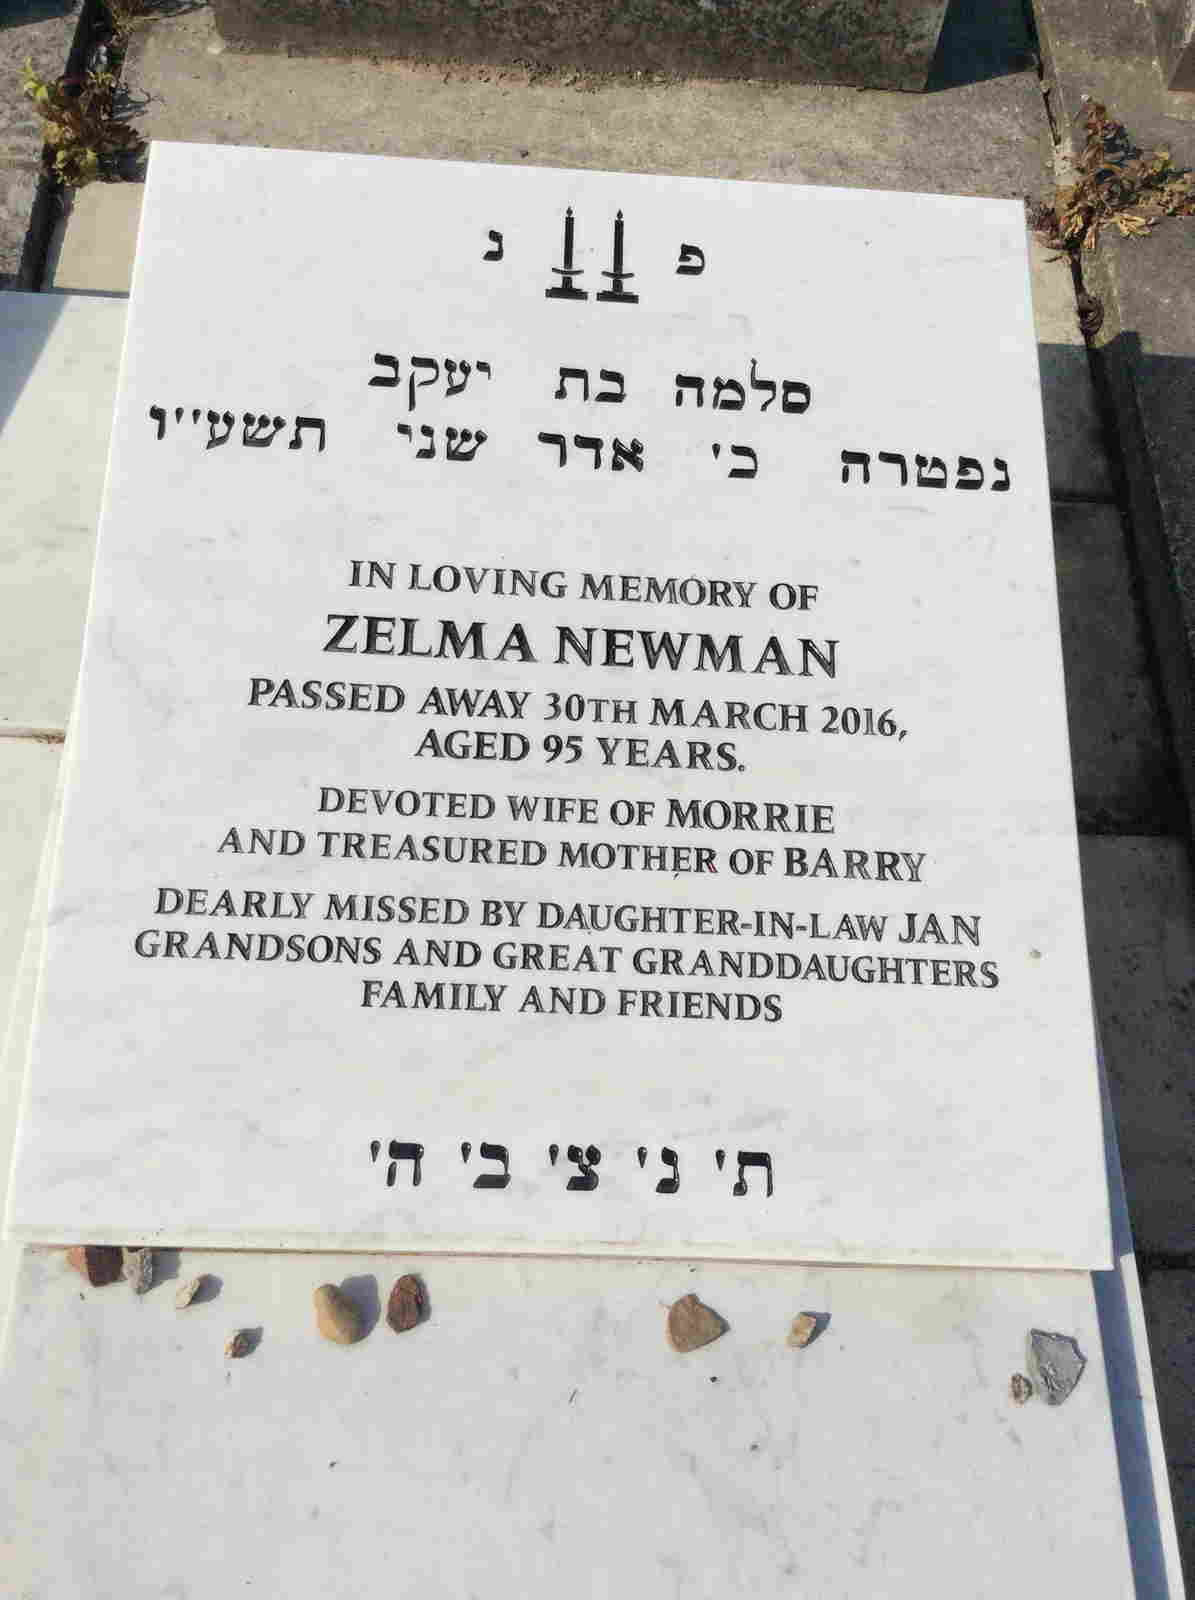 פ נ
סלמה בת יעקב
נפטרה כ' אדר שני תשע''ו
IN LOVING MEMORY OF
ZELMA NEWMAN
PASSED AWAY 30TH MARCH 2016,
AGED 95 YEARS.
DEVOTED WIFE OF MORRIE
AND TREASURED MOTHER OF BARRY
DEARLY MISSED BY DAUGHTER-IN-LAW JAN
GRANDSONS AND GREAT GRANDDAUGHTERS
FAMILY AND FRIENDS
ת' נ' צ' ב' ה'